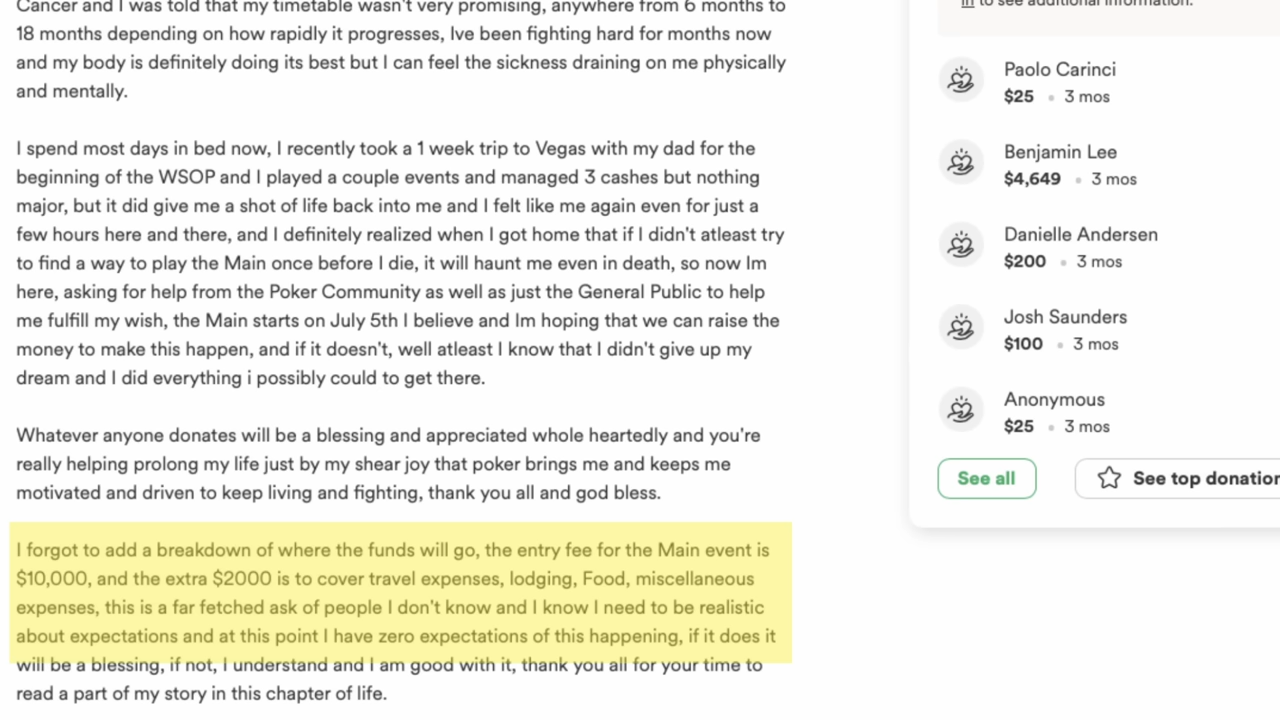 Cancer and I was told that my timetable wasn't very promising, anywhere from 6 months to
18 months depending on how rapidly it progresses, Ive been fighting hard for months now
and my body is definitely doing its best but I can feel the sickness draining on me physically
and mentally.
I spend most days in bed now, I recently took a 1 week trip to Vegas with my dad for the
beginning of the WSOP and I played a couple events and managed 3 cashes but nothing
major, but it did give me a shot of life back into me and I felt like me again even for just a
few hours here and there, and I definitely realized when I got home that if I didn't atleast try
to find a way to play the Main once before I die, it will haunt me even in death, so now Im
here, asking for help from the Poker Community as well as just the General Public to help
me fulfill my wish, the Main starts on July 5th I believe and Im hoping that we can raise the
money to make this happen, and if it doesn't, well atleast I know that I didn't give up my
dream and I did everything i possibly could to get there.
Whatever anyone donates will be a blessing and appreciated whole heartedly and you're
really helping prolong my life just by my shear joy that poker brings me and keeps me
motivated and driven to keep living and fighting, thank you all and god bless.
I forgot to add a breakdown of where the funds will go, the entry fee for the Main event is
$10,000, and the extra $2000 is to cover travel expenses, lodging, Food, miscellaneous
expenses, this is a far fetched ask of people I don't know and I know I need to be realistic
about expectations and at this point I have zero expectations of this happening, if it does it
will be a blessing, if not, I understand and I am good with it, thank you all for your time to
read a part of my story in this chapter of life.
in to see additional information.
Paolo Carinci
$25 • 3 mos
Benjamin Lee
$4,649 • 3 mos
Danielle Andersen
$200 • 3 mos
Josh Saunders
$100 • 3 mos
Anonymous
$25 • 3 mos
See all
See top donation